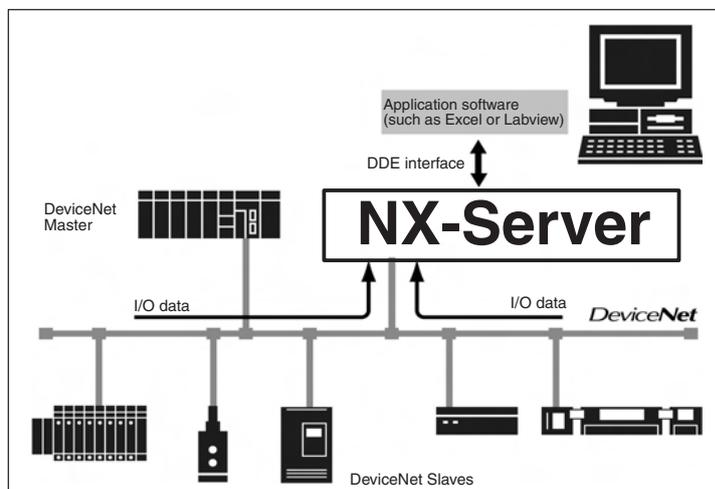 Application software
(such as Excel or Labview)
DDE interface
DeviceNet
Master
NX-Server
I/O data
I/O data
DeviceNet
DeviceNet Slaves